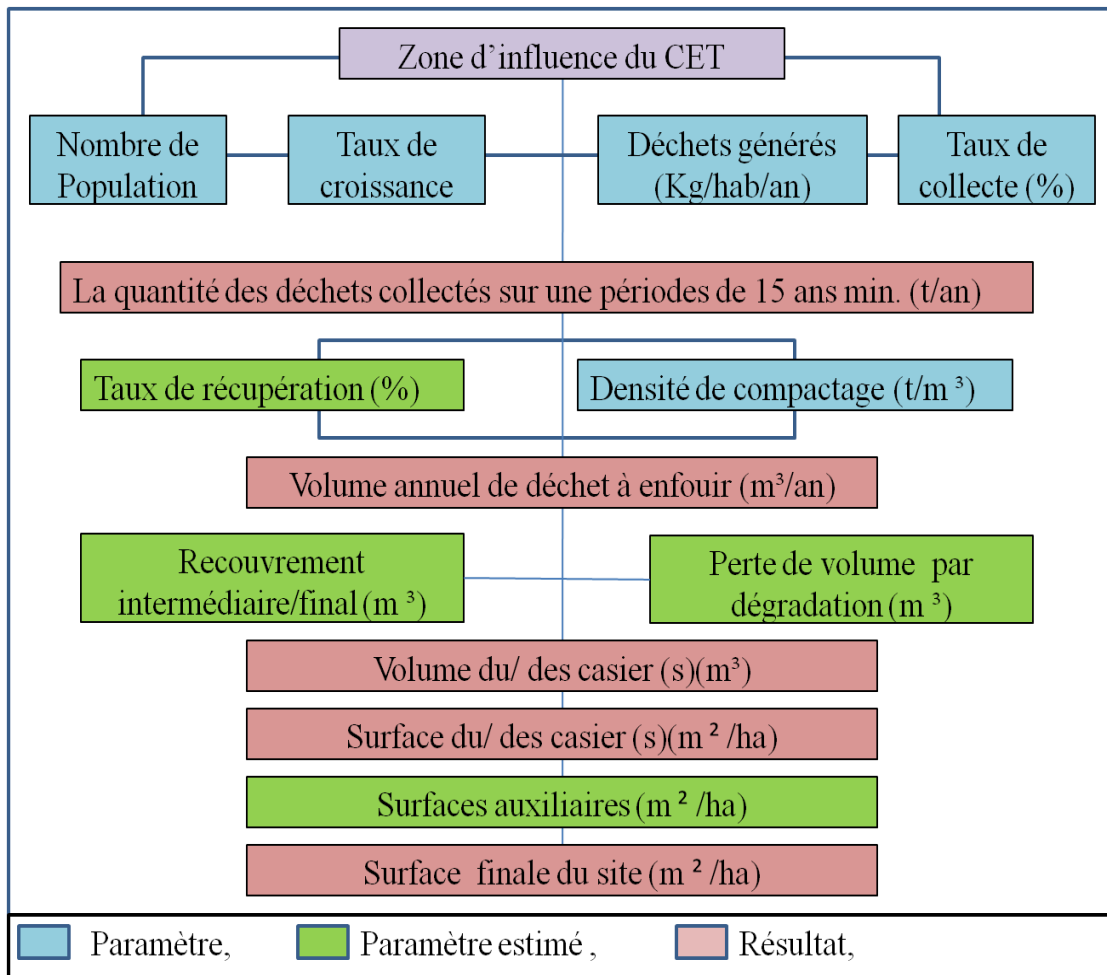 Zone d’influence du CET
Nombre de
Population
Taux de
croissance
Déchets générés
(Kg/hab/an)
Taux de
collecte (%)
La quantité des déchets collectés sur une périodes de 15 ans min. (t/an)
Taux de récupération (%)
Densité de compactage (t/m ³)
Volume annuel de déchet à enfouir (m³/an)
Recouvrement
intermédiaire/final (m ³)
Perte de volume par
dégradation (m ³)
Volume du/ des casier (s)(m³)
Surface du/ des casier (s)(m ² /ha)
Surfaces auxiliaires (m ² /ha)
Surface finale du site (m ² /ha)
Paramètre,
Paramètre estimé ,
Résultat,